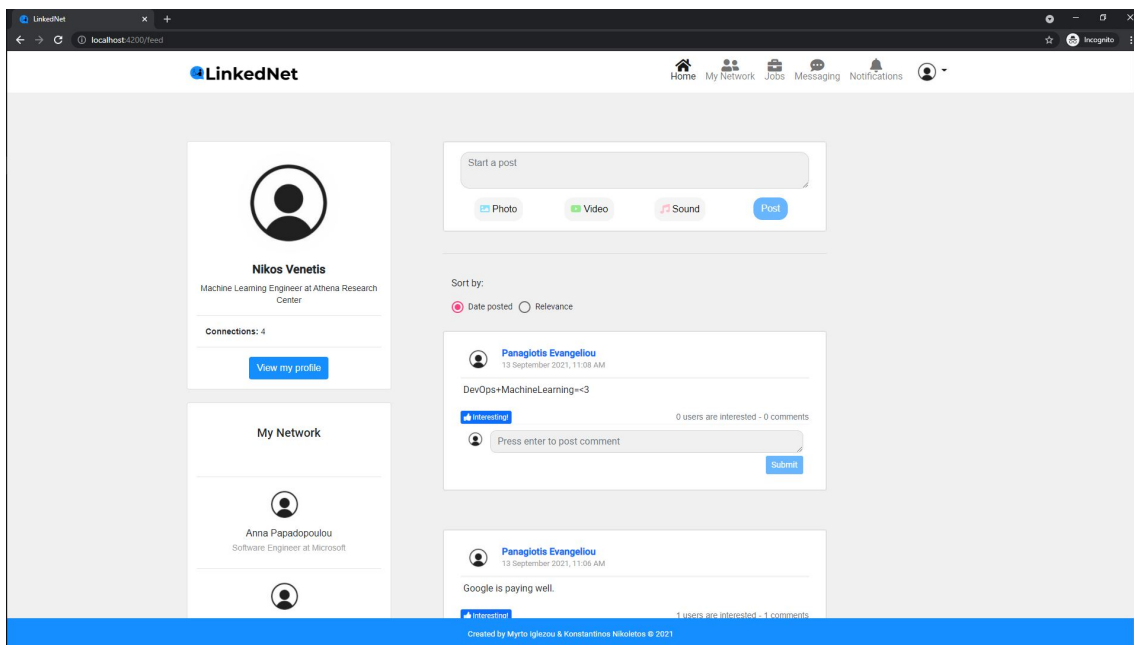 LinkedNet
localhost:4200/feed
Incognito
LinkedNet
Home My Network Jobs Messaging Notifications
Nikos Venetis
Machine Learning Engineer at Athena Research
Center
Connections: 4
View my profile
My Network
Anna Papadopoulou
Software Engineer at Microsoft
Start a post
Photo Video Sound Post
Sort by:
Date posted Relevance
Panagiotis Evangeliou
13 September 2021, 11:08 AM
DevOps+MachineLearning=<3
Interesting! 0 users are interested - 0 comments
Press enter to post comment
Submit
Panagiotis Evangeliou
13 September 2021, 11:06 AM
Google is paying well.
Interesting! 1 users are interested - 1 comments
Created by Myrto Iglezou & Konstantinos Nikoletos © 2021